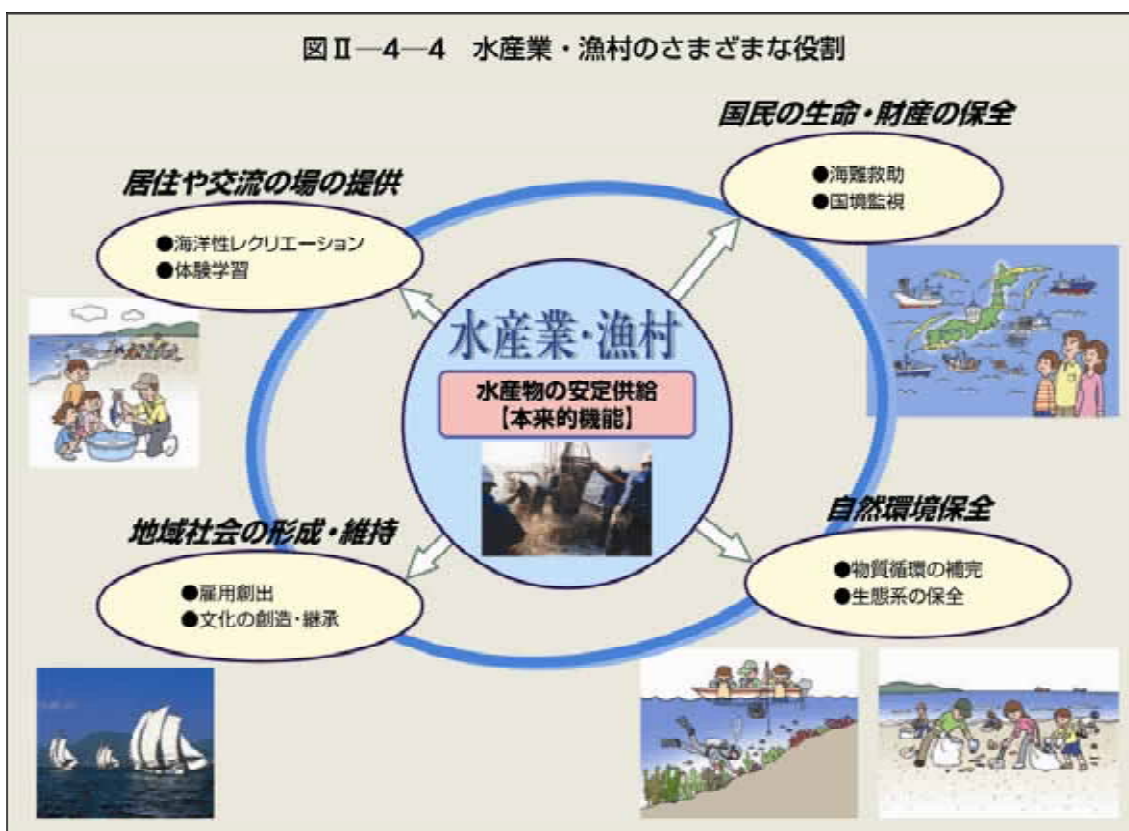 図Ⅱ—4—4　水産業・漁村のさまざまな役割
国民の生命・財産の保全
●海難救助
●国境監視
居住や交流の場の提供
●海洋性レクリエーション
●体験学習
水産業・漁村
水産物の安定供給
【本来的機能】
地域社会の形成・維持
●雇用創出
●文化の創造・継承
自然環境保全
●物質循環の補完
●生態系の保全